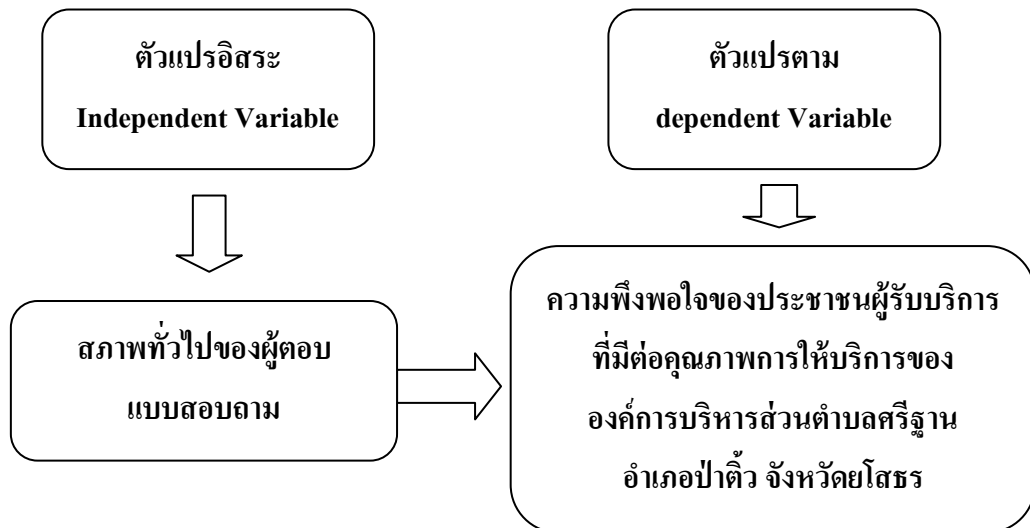 ตัวแปรอิสระ
Independent Variable
ตัวแปรตาม
dependent Variable
สภาพทั่วไปของผู้ตอบ
แบบสอบถาม
ความพึงพอใจของประชาชนผู้รับบริการ
ที่มีต่อคุณภาพการให้บริการของ
องค์การบริหารส่วนตำบลศรีฐาน
อำเภอป่าติ้ว จังหวัดยโสธร